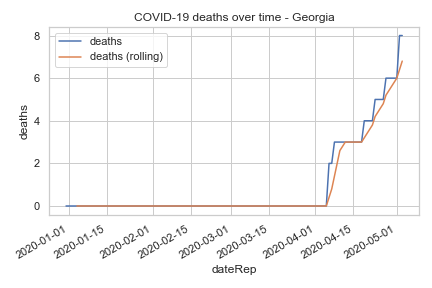 COVID-19 deaths over time - Georgia
deaths
deaths (rolling)
deaths
8
6
4
2
0
2020-01-01
2020-01-15
2020-02-01
2020-02-15
2020-03-01
2020-03-15
2020-04-01
2020-04-15
2020-05-01
dateRep